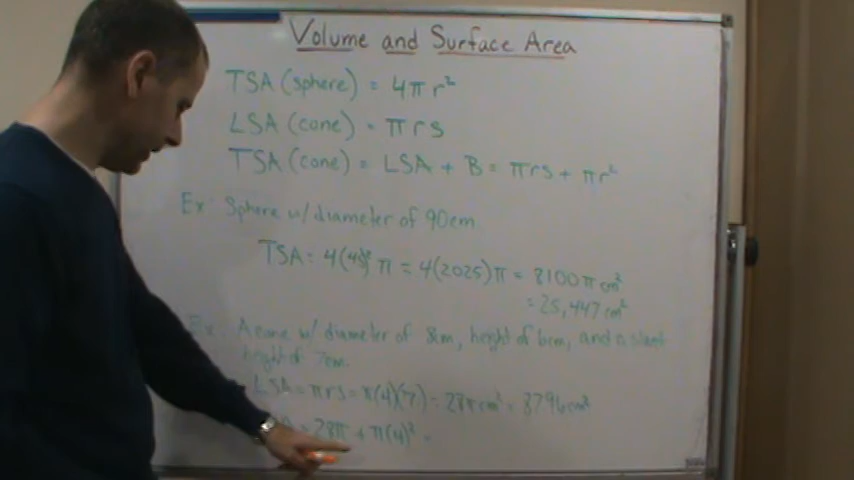 Volume and Surface Area
TSA (sphere) = 4πr²
LSA (cone) = πrs
TSA (cone) = LSA + B = πrs + πr²
Ex: Sphere w/ diameter of 90cm
TSA = 4(45)²π = 4(2025)π = 8100π cm²
= 25,447 cm²
Ex: A cone w/ diameter of 8cm, height of 6cm, and a slant
height of 7cm.
LSA = πrs = π(4)(7) = 28π cm² = 87.96cm²
= 28π + π(4)² =